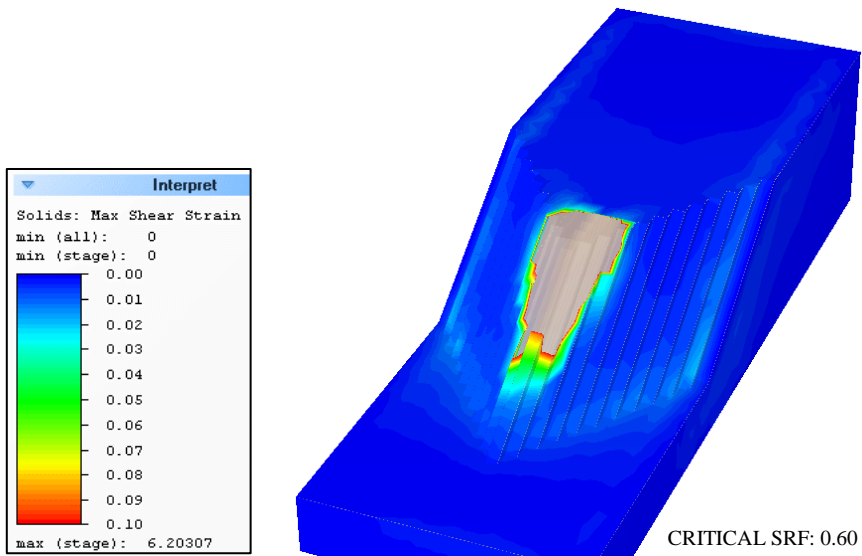 Interpret
Solids: Max Shear Strain
min (all): 0
min (stage): 0
0.00
0.01
0.02
0.03
0.04
0.05
0.06
0.07
0.08
0.09
0.10
max (stage): 6.20307
CRITICAL SRF: 0.60